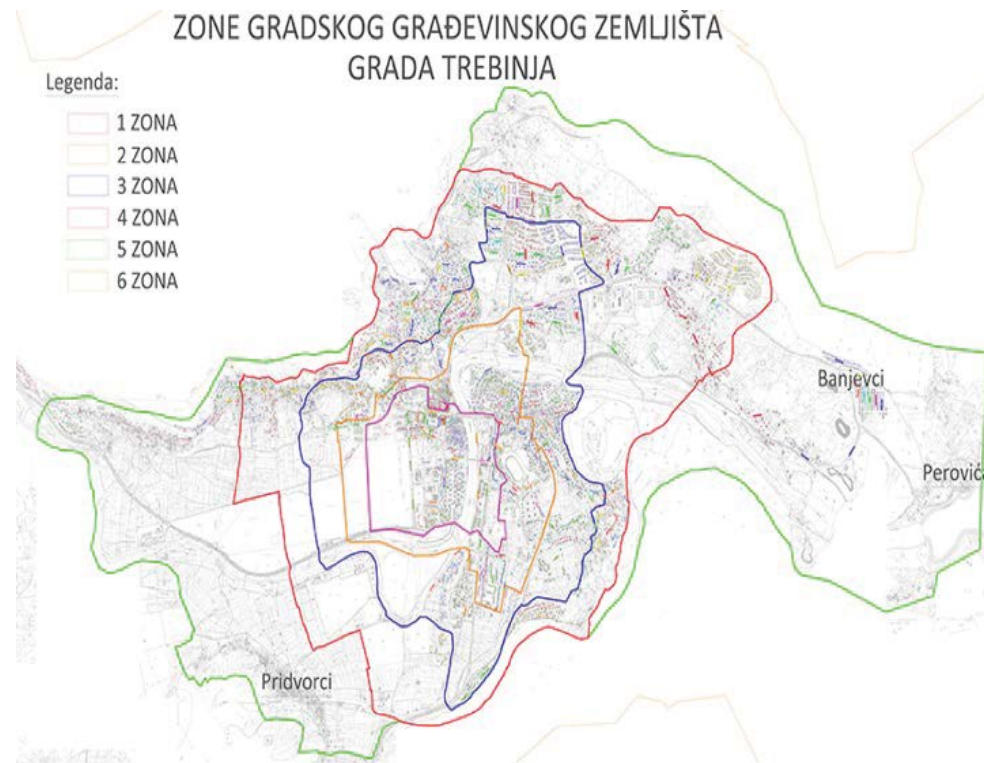 ZONE GRADSKOG GRAĐEVINSKOG ZEMLJIŠTA
GRADA TREBINJA
Legenda:
1 ZONA
2 ZONA
3 ZONA
4 ZONA
5 ZONA
6 ZONA
Banjevci
Perovića
Pridvorci